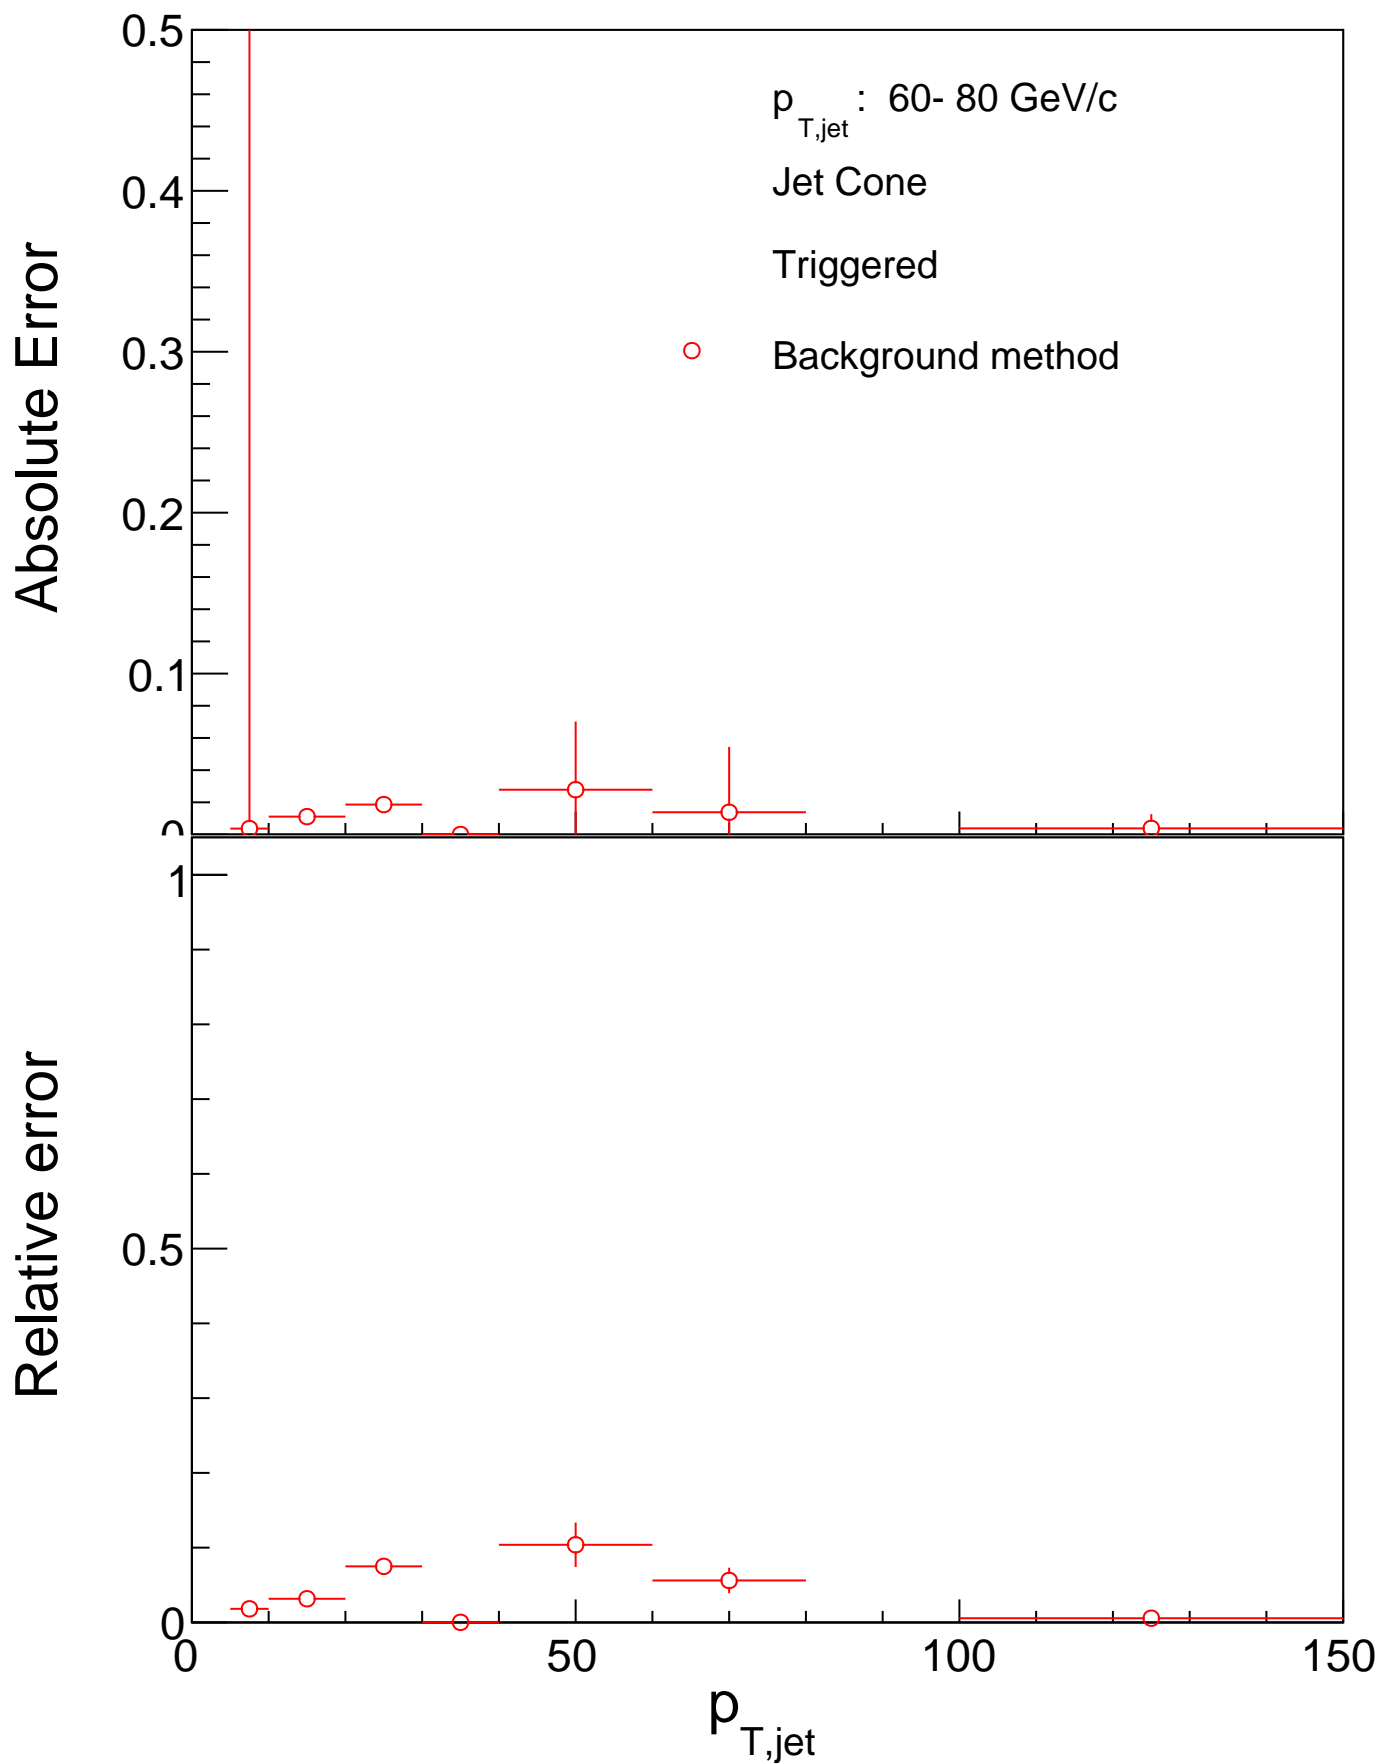 0.5
p T,jet : 60- 80 GeV/c
Jet Cone
0.4
Triggered
0.3
Background method
0.2
0.1
0
Absolute Error
1
0.5
0
Relative error
0 50 100 150
p T,jet